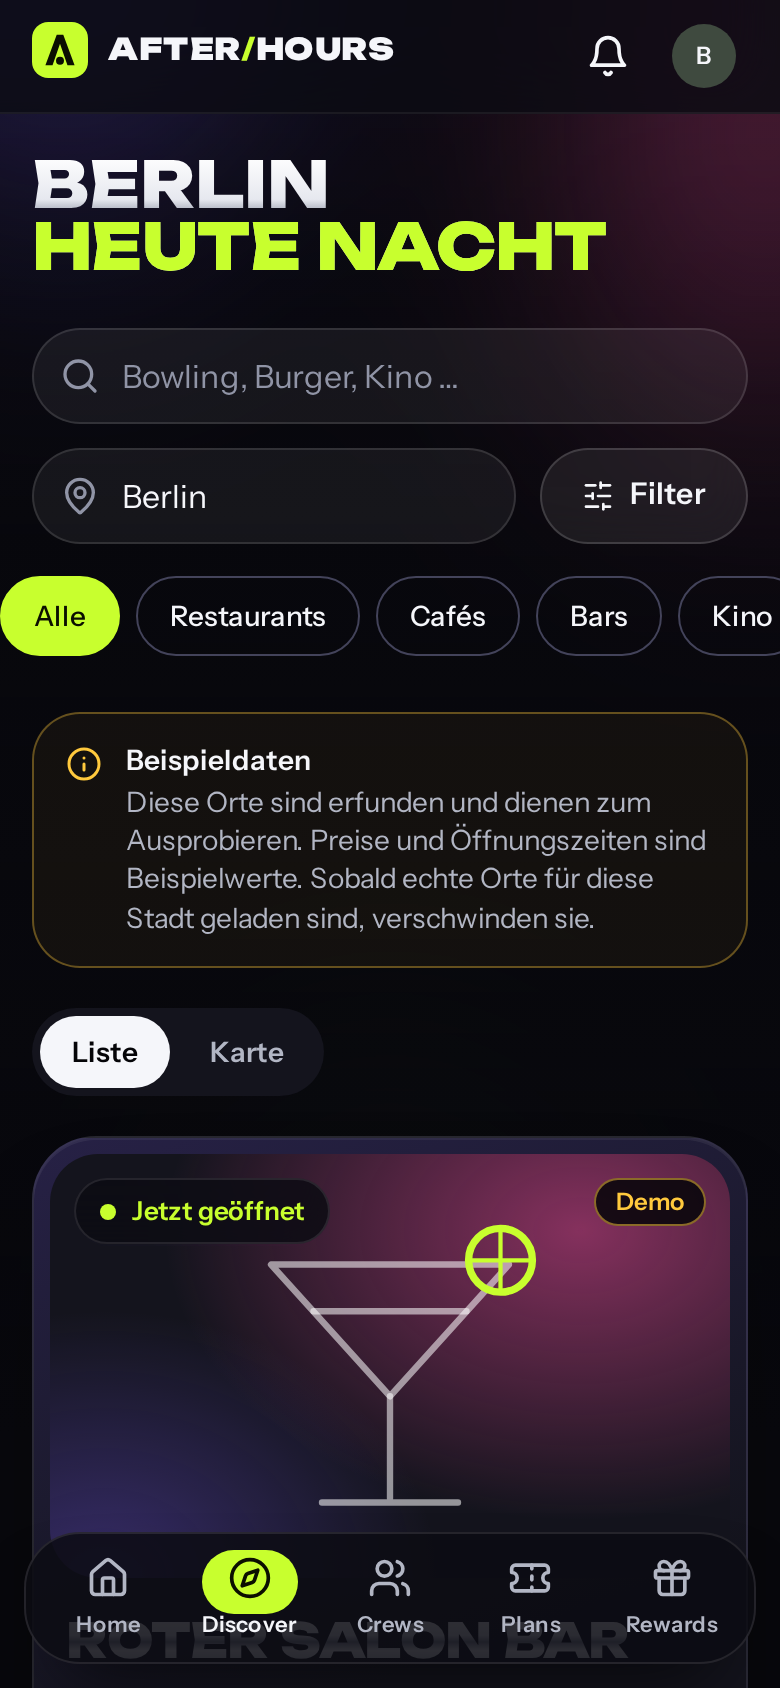 AFTER/HOURS
B
BERLIN
HEUTE NACHT
Bowling, Burger, Kino ...
Berlin
Filter
Alle
Restaurants
Cafés
Bars
Kino
Beispieldaten
Diese Orte sind erfunden und dienen zum
Ausprobieren. Preise und Öffnungszeiten sind
Beispielwerte. Sobald echte Orte für diese
Stadt geladen sind, verschwinden sie.
Liste
Karte
Jetzt geöffnet
Demo
Home
Discover
Crews
Plans
Rewards
ROTER SALON BAR